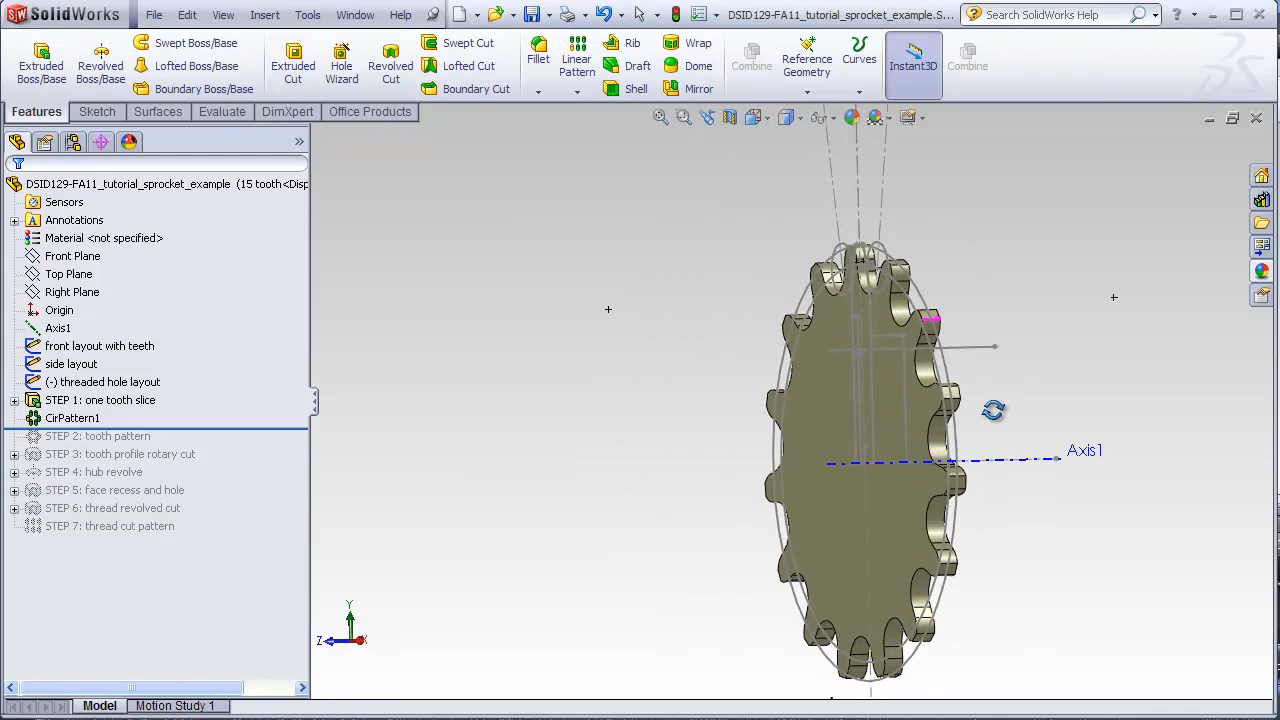 SolidWorks File Edit View Insert Tools Window Help DSID129-FA11_tutorial_sprocket_example.S... Search SolidWorks Help
Extruded Boss/Base Revolved Boss/Base Swept Boss/Base Lofted Boss/Base Boundary Boss/Base Extruded Cut Hole Wizard Revolved Cut Swept Cut Lofted Cut Boundary Cut Fillet Linear Pattern Rib Draft Shell Wrap Dome Mirror Combine Reference Geometry Curves Instant3D Combine
Features Sketch Surfaces Evaluate DimXpert Office Products
DSID129-FA11_tutorial_sprocket_example (15 tooth<Disp
Sensors
Annotations
Material <not specified>
Front Plane
Top Plane
Right Plane
Origin
Axis1
front layout with teeth
side layout
(-) threaded hole layout
STEP 1: one tooth slice
CirPattern1
STEP 2: tooth pattern
STEP 3: tooth profile rotary cut
STEP 4: hub revolve
STEP 5: face recess and hole
STEP 6: thread revolved cut
STEP 7: thread cut pattern
Axis1
Y
Z
X
Model Motion Study 1